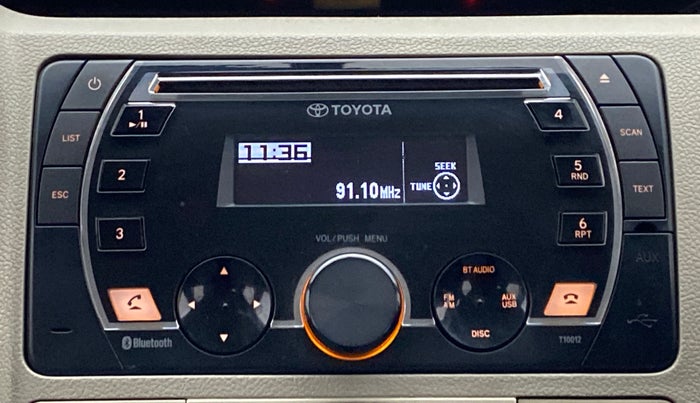 TOYOTA
1
LIST
ESC
2
3
11:36
91.10MHz
SEEK
TUNE
4
5
RND
6
RPT
SCAN
TEXT
AUX
VOL/PUSH MENU
BT AUDIO
FM
AM
AUX
USB
DISC
Bluetooth
T10012